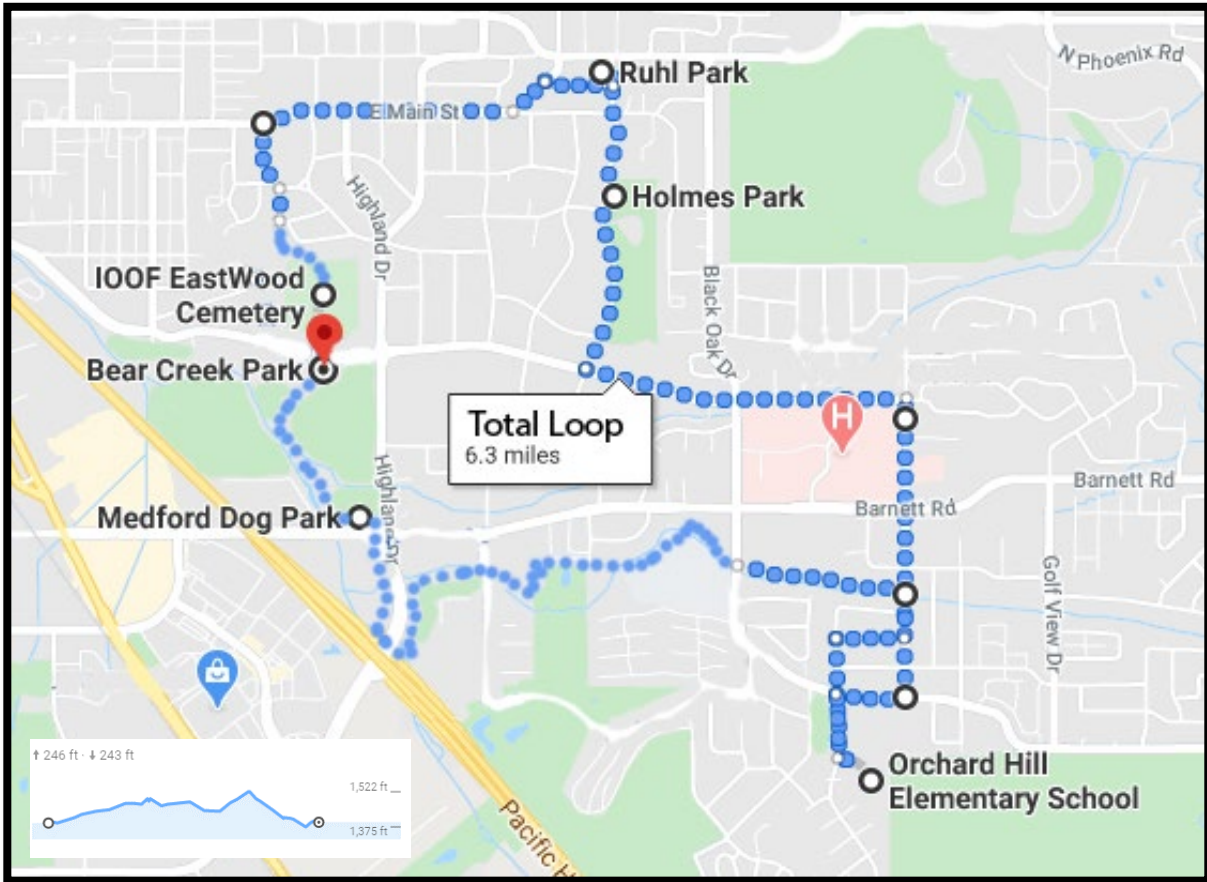 Ruhl Park
N Phoenix Rd
E Main St
Holmes Park
Highland Dr
IOOF EastWood
Cemetery
Black Oak Dr
Bear Creek Park
Total Loop
6.3 miles
H
Highland Dr
Barnett Rd
Medford Dog Park
Barnett Rd
Golf View Dr
Orchard Hill
Elementary School
↑ 246 ft · ↓ 243 ft
1,522 ft
1,375 ft
Pacific H